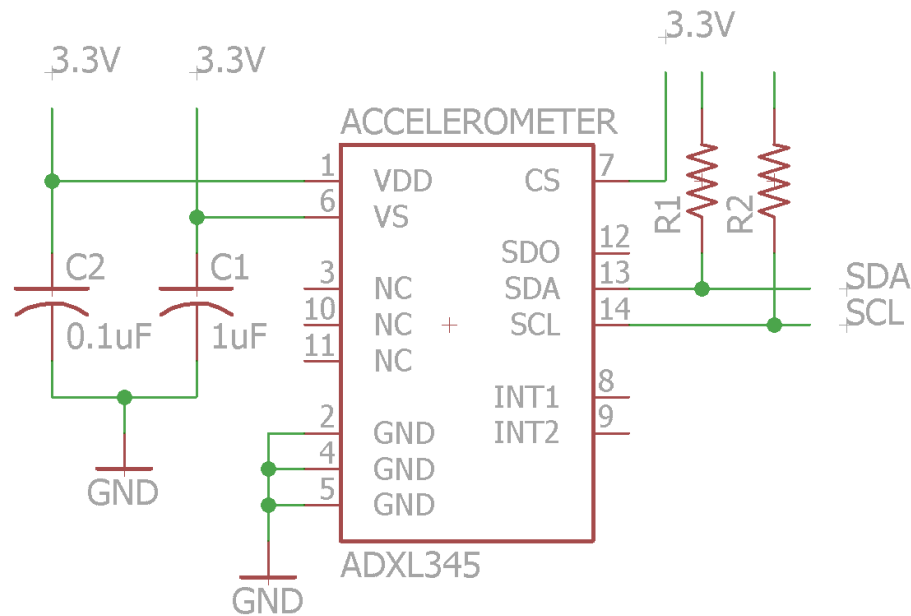 3.3V
3.3V
3.3V
ACCELEROMETER
1
VDD
CS
7
6
VS
R1
R2
SDO
12
C2
C1
3
NC
SDA
13
SDA
0.1uF
1uF
10
NC
SCL
14
SCL
11
NC
INT1
8
2
GND
INT2
9
4
GND
5
GND
GND
ADXL345
GND